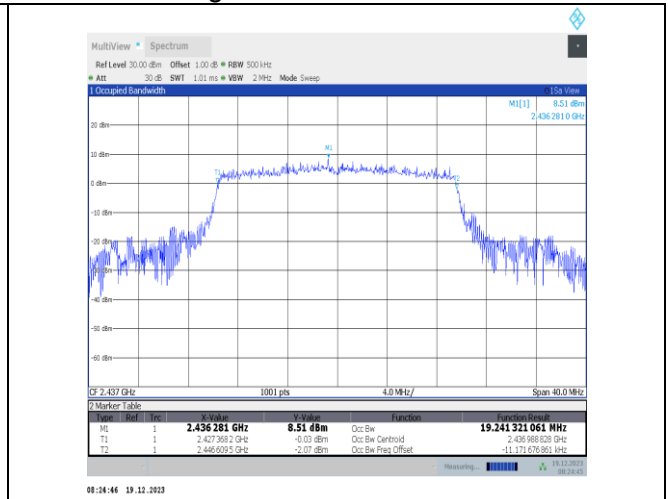 MultiView Spectrum
Ref Level 30.00 dBm Offset 1.00 dB RBW 500 kHz
Att 30 dB SWT 1.01 ms VBW 2 MHz Mode Sweep
1 Occupied Bandwidth 1Sa View
M1[1] 8.51 dBm
2.4362810 GHz
20 dBm
M1
10 dBm
T1
T2
0 dBm
-10 dBm
-20 dBm
-30 dBm
-40 dBm
-50 dBm
-60 dBm
CF 2.437 GHz 1001 pts 4.0 MHz/ Span 40.0 MHz
2 Marker Table
Type Ref Trc X-Value Y-Value Function Function Result
M1 1 2.436 281 GHz 8.51 dBm Occ Bw 19.241 321 061 MHz
T1 1 2.427 368 2 GHz -0.03 dBm Occ Bw Centroid 2.436 988 828 GHz
T2 1 2.446 609 5 GHz -2.07 dBm Occ Bw Freq Offset -11.171 676 861 kHz
Measuring... 19.12.2023
08:24:45
08:24:46 19.12.2023